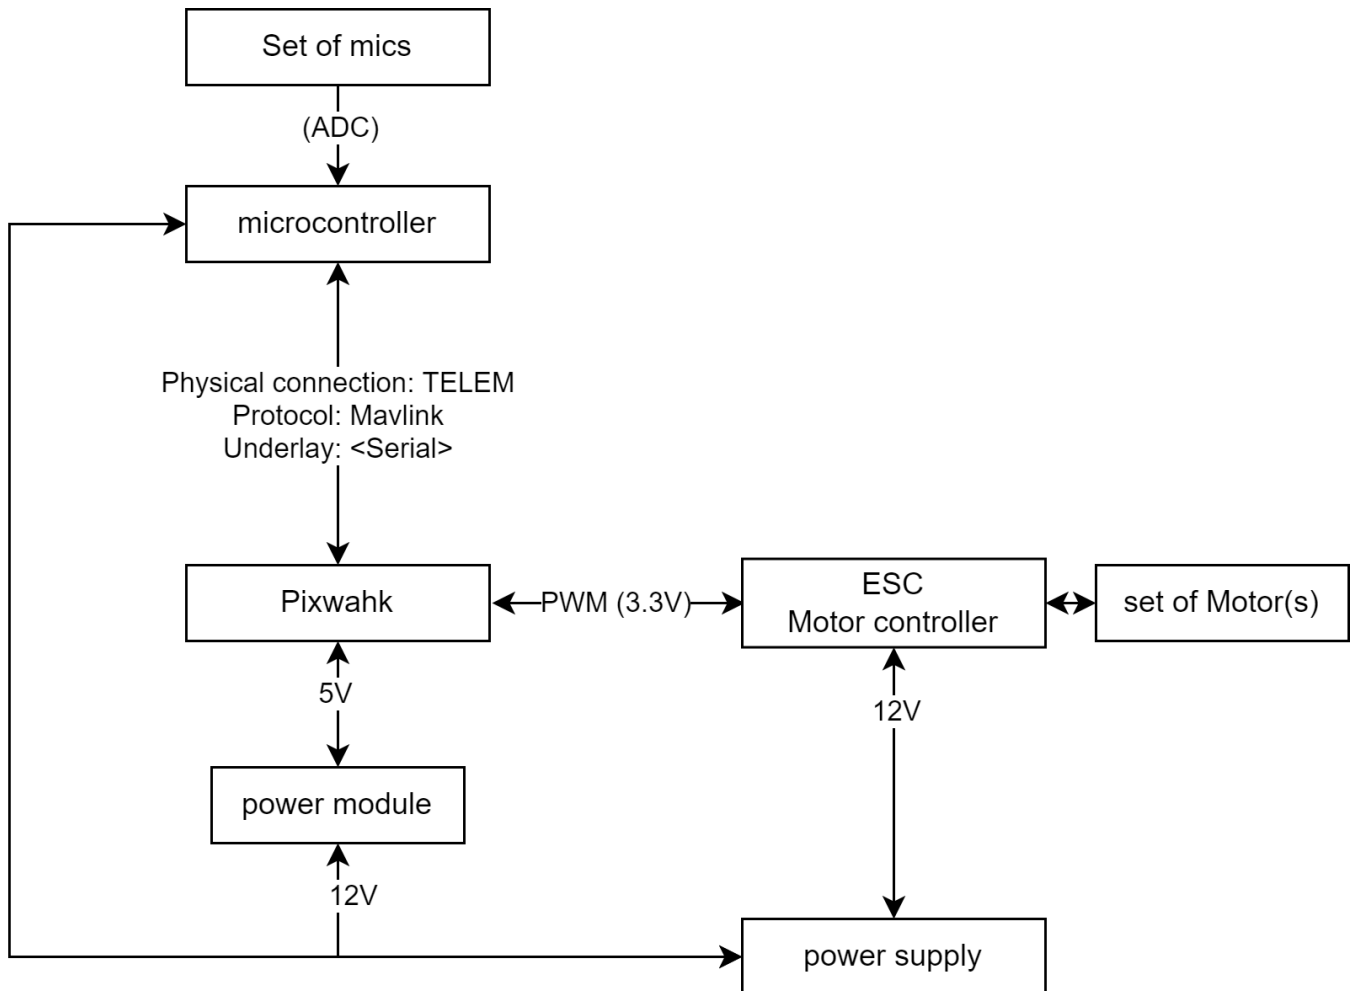 Set of mics
(ADC)
microcontroller
Physical connection: TELEM
Protocol: Mavlink
Underlay: <Serial>
Pixwahk
PWM (3.3V)
ESC
Motor controller
set of Motor(s)
5V
12V
power module
12V
power supply